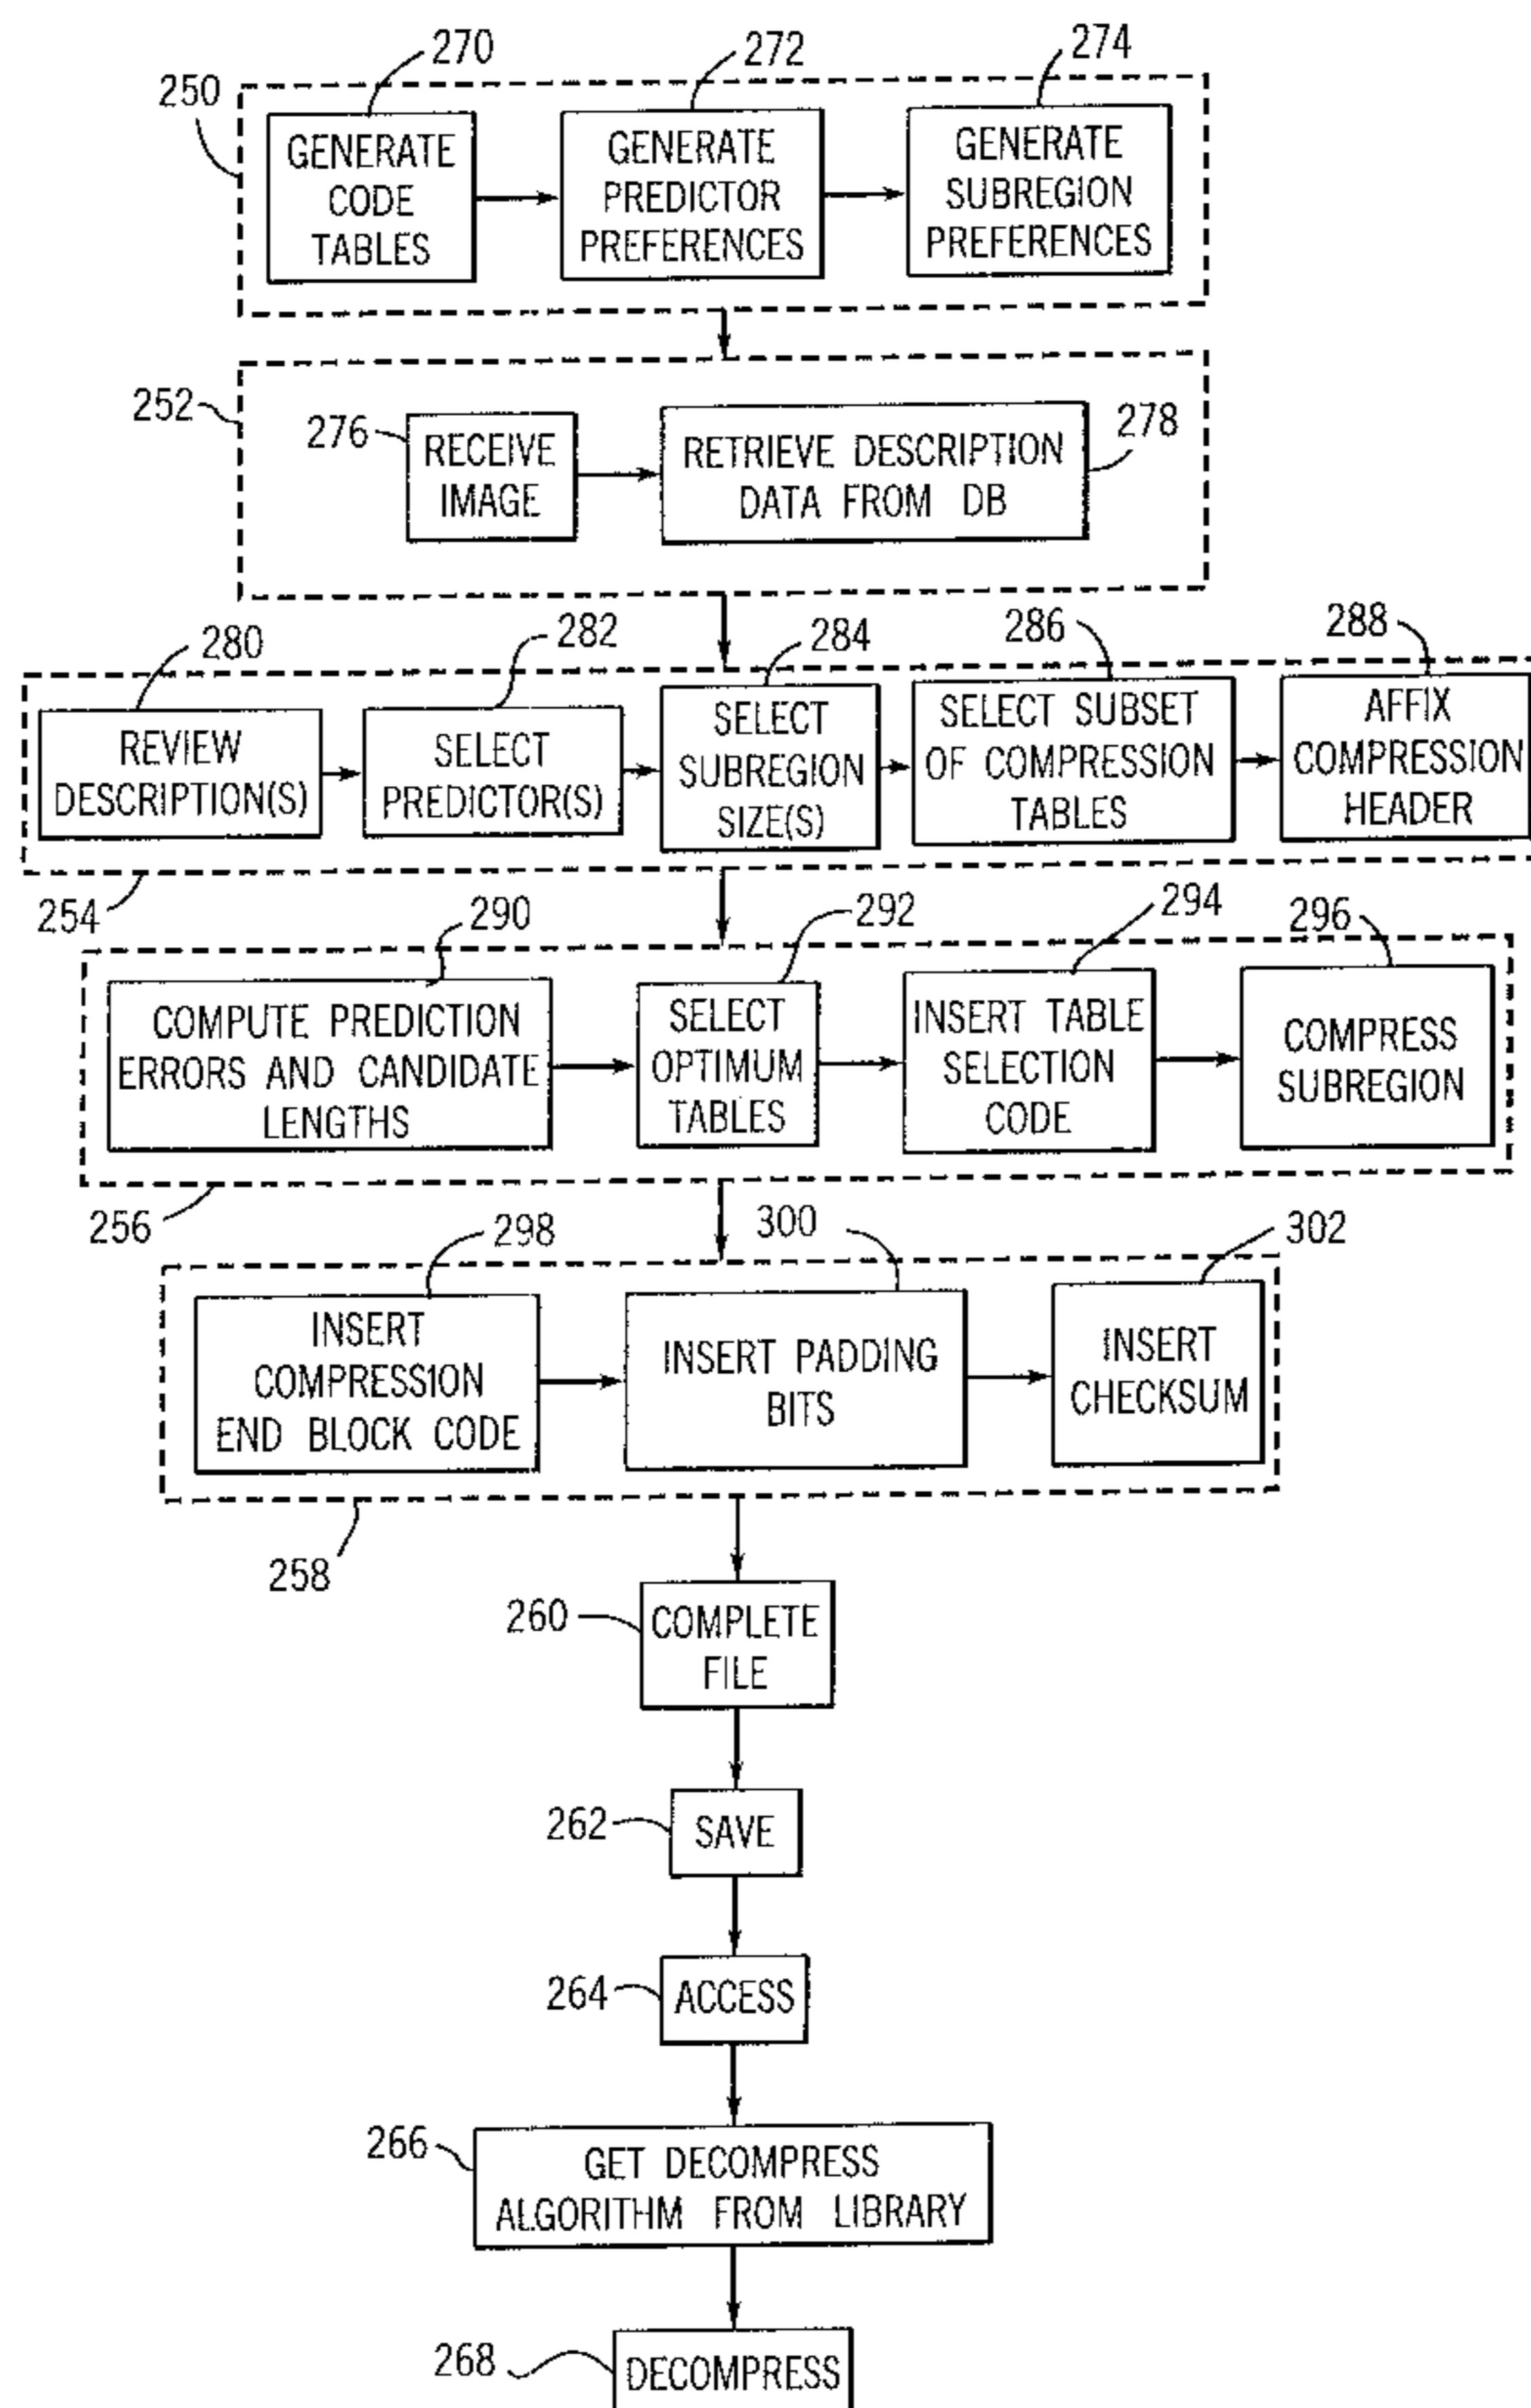 270
272
274
250
GENERATE
CODE
TABLES
GENERATE
PREDICTOR
PREFERENCES
GENERATE
SUBREGION
PREFERENCES
252
276
RECEIVE
IMAGE
RETRIEVE DESCRIPTION
DATA FROM DB
278
280
282
284
286
288
REVIEW
DESCRIPTION(S)
SELECT
PREDICTOR(S)
SELECT
SUBREGION
SIZE(S)
SELECT SUBSET
OF COMPRESSION
TABLES
AFFIX
COMPRESSION
HEADER
254
290
292
294
296
COMPUTE PREDICTION
ERRORS AND CANDIDATE
LENGTHS
SELECT
OPTIMUM
TABLES
INSERT TABLE
SELECTION
CODE
COMPRESS
SUBREGION
256
298
300
302
INSERT
COMPRESSION
END BLOCK CODE
INSERT PADDING
BITS
INSERT
CHECKSUM
258
260
COMPLETE
FILE
262
SAVE
264
ACCESS
266
GET DECOMPRESS
ALGORITHM FROM LIBRARY
268
DECOMPRESS